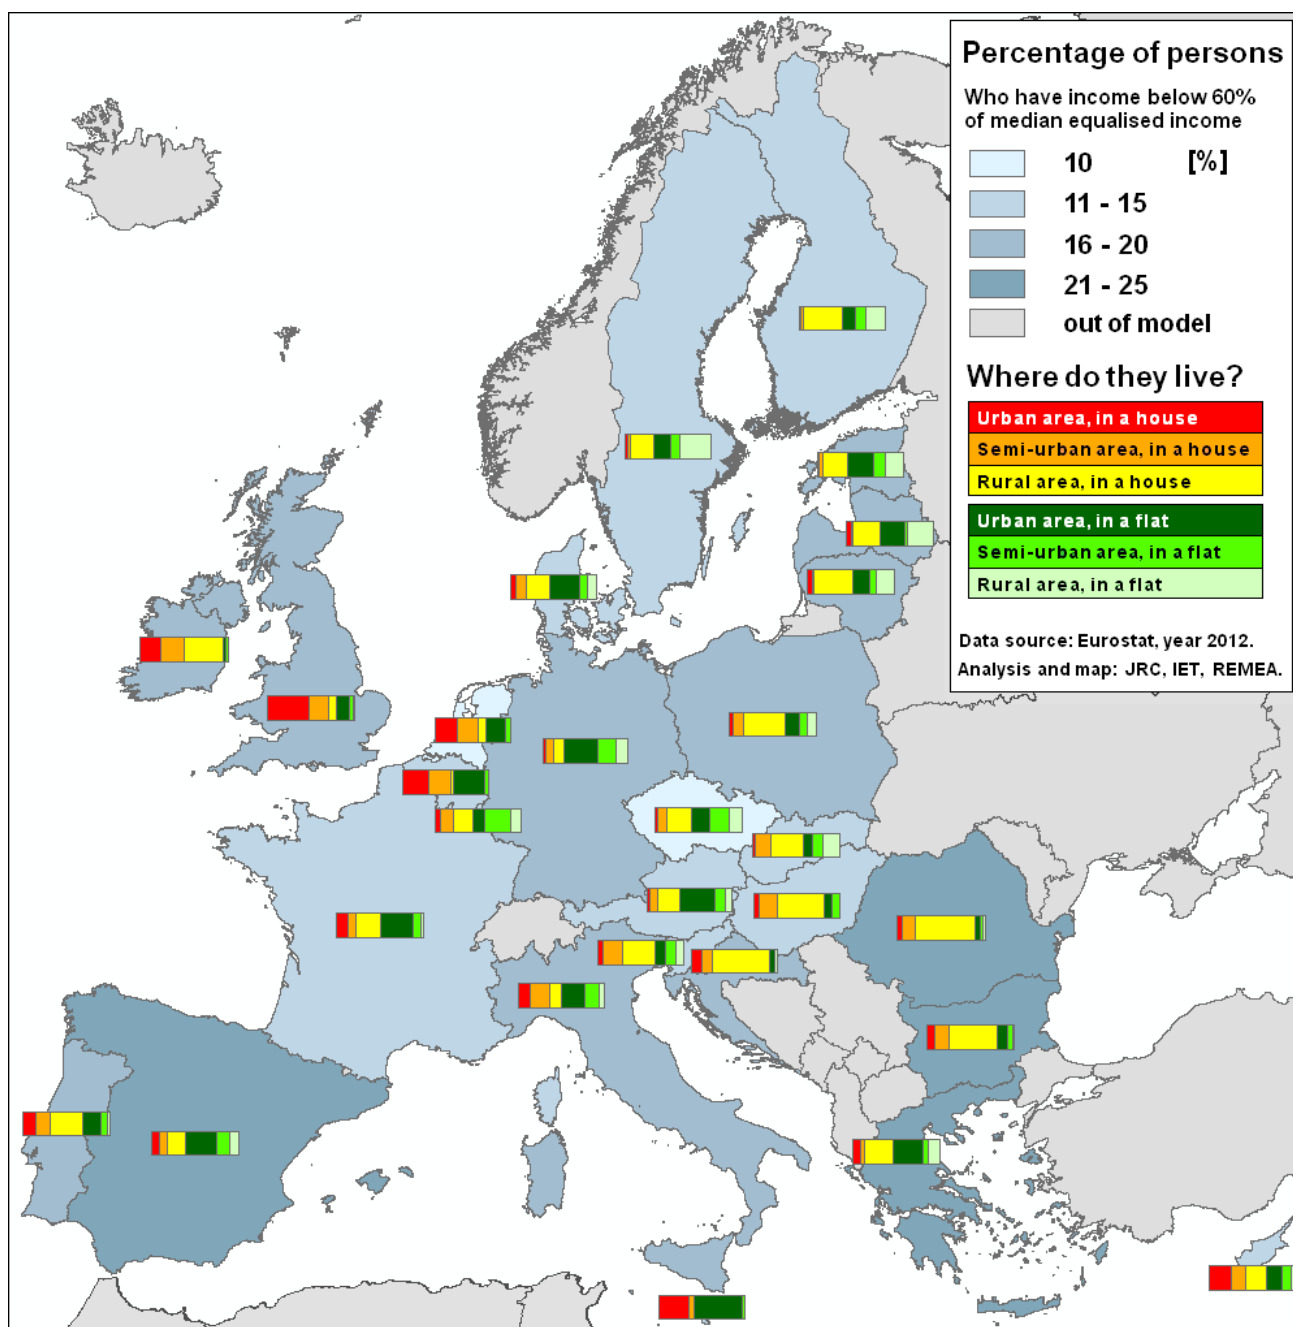 Percentage of persons
Who have income below 60%
of median equalised income
10 [%]
11 - 15
16 - 20
21 - 25
out of model
Where do they live?
Urban area, in a house
Semi-urban area, in a house
Rural area, in a house
Urban area, in a flat
Semi-urban area, in a flat
Rural area, in a flat
Data source: Eurostat, year 2012.
Analysis and map: JRC, IET, REMEA.